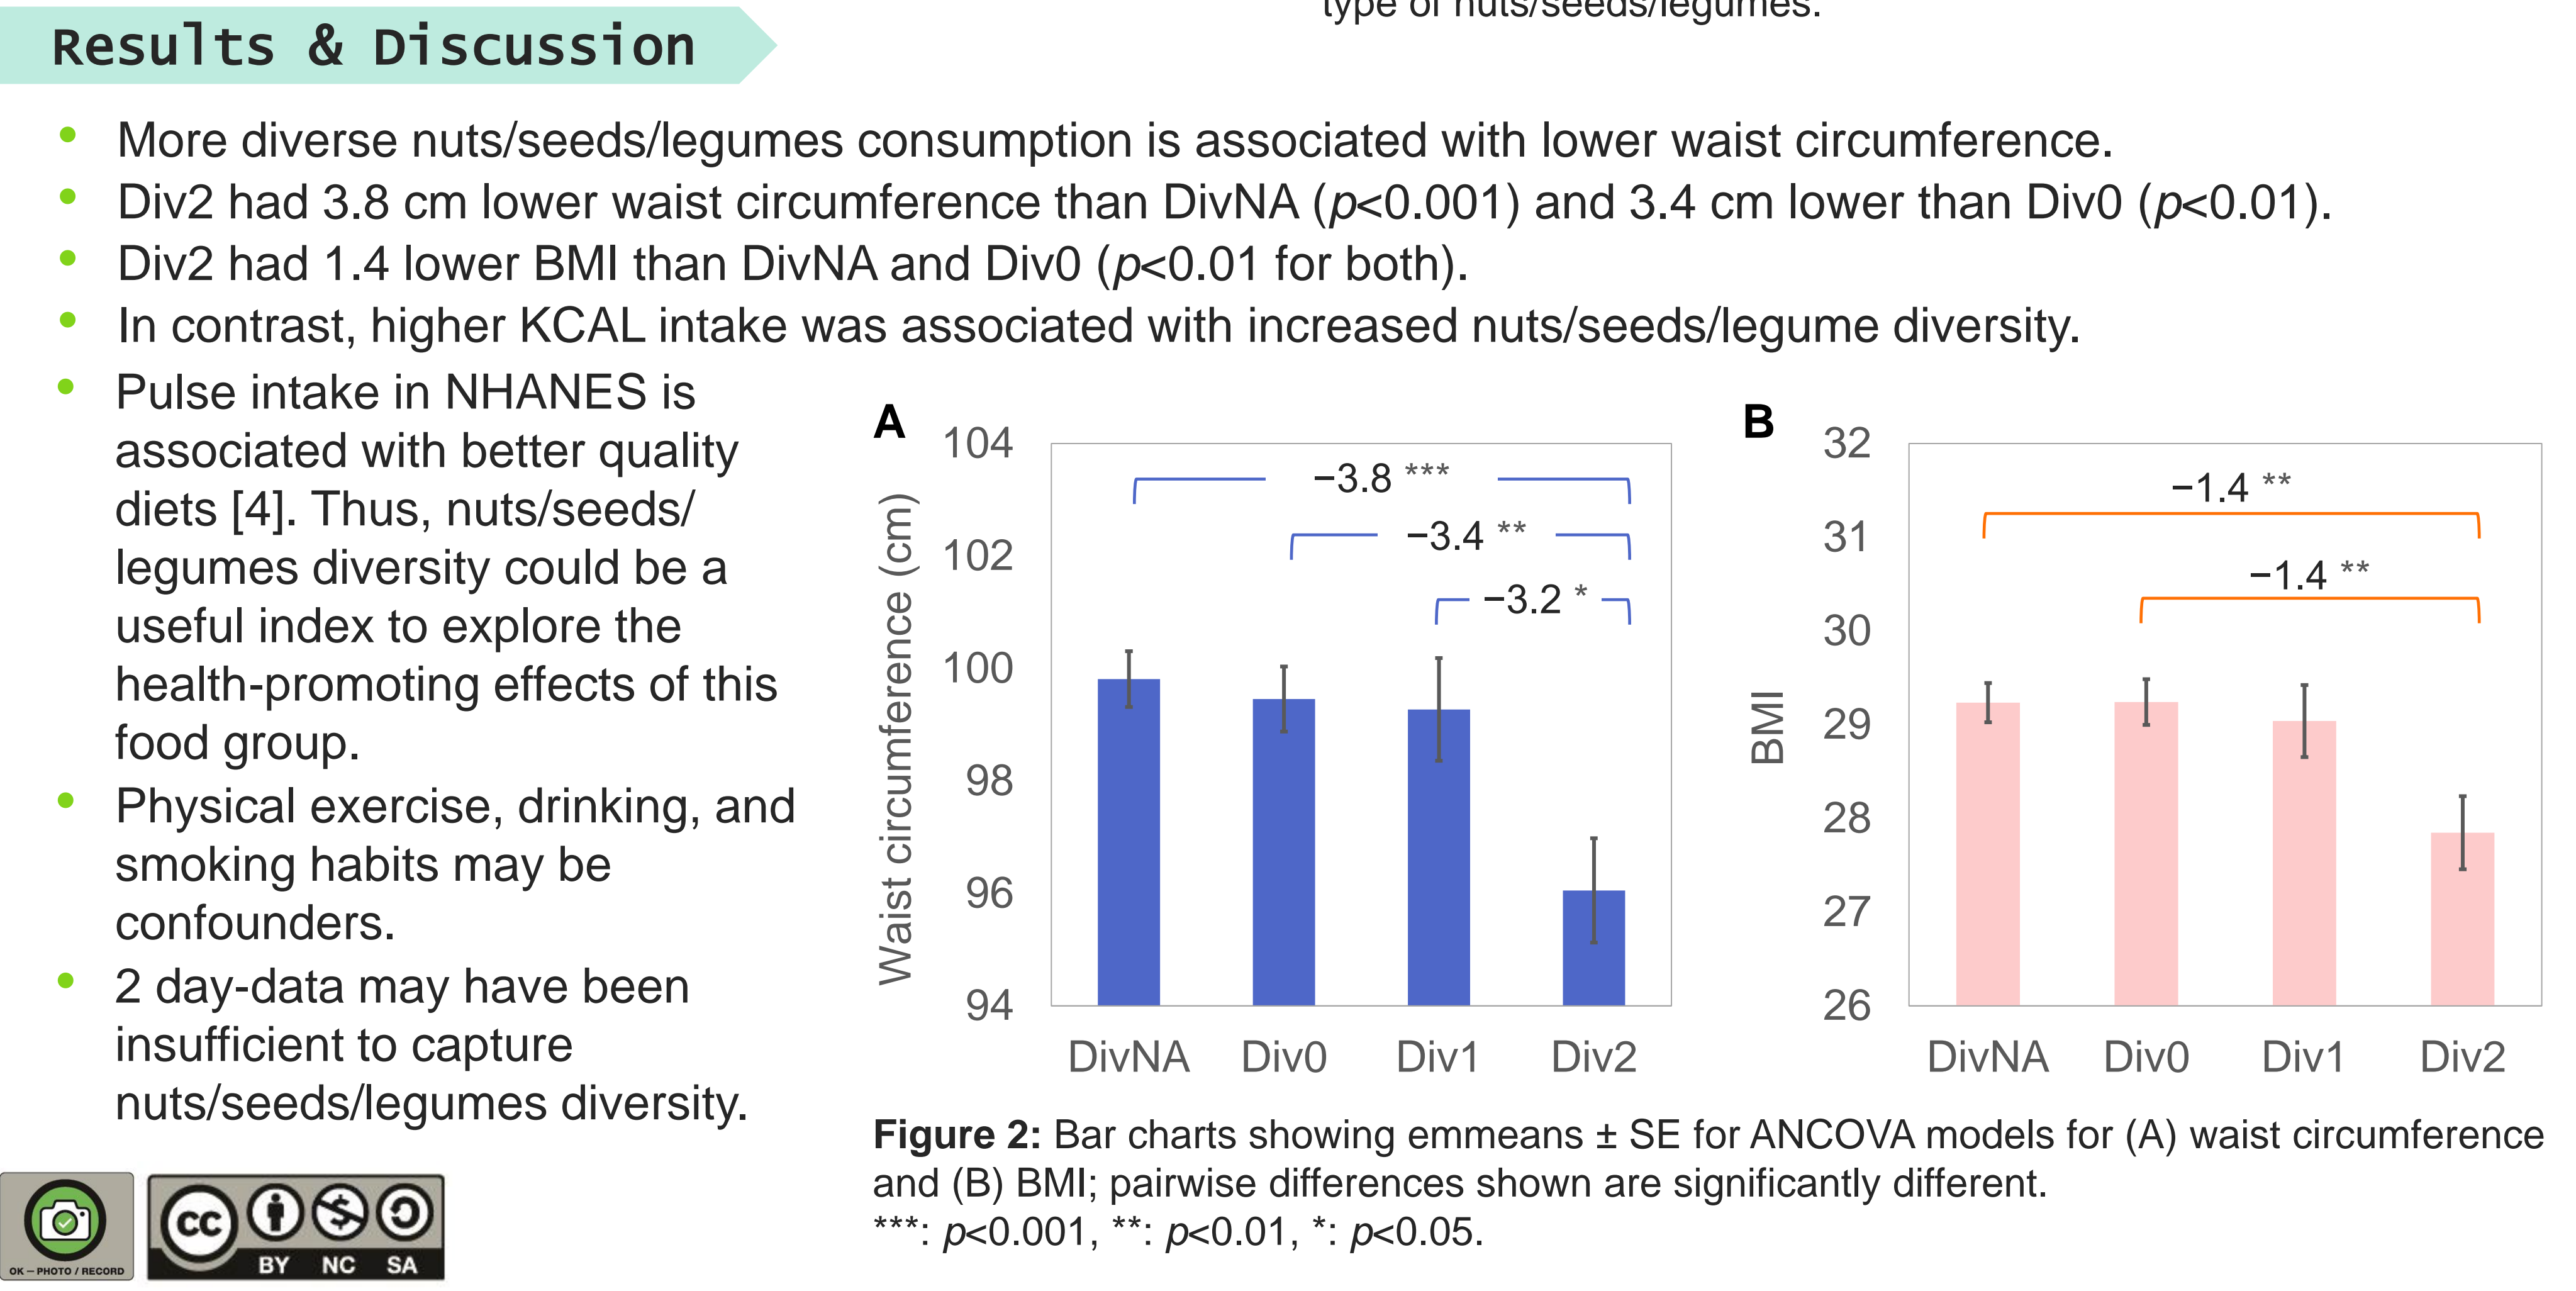 type of nuts/seeds/legumes.
Results & Discussion
• More diverse nuts/seeds/legumes consumption is associated with lower waist circumference.
• Div2 had 3.8 cm lower waist circumference than DivNA (p<0.001) and 3.4 cm lower than Div0 (p<0.01).
• Div2 had 1.4 lower BMI than DivNA and Div0 (p<0.01 for both).
• In contrast, higher KCAL intake was associated with increased nuts/seeds/legume diversity.
• Pulse intake in NHANES is
associated with better quality
diets [4]. Thus, nuts/seeds/
legumes diversity could be a
useful index to explore the
health-promoting effects of this
food group.
• Physical exercise, drinking, and
smoking habits may be
confounders.
• 2 day-data may have been
insufficient to capture
nuts/seeds/legumes diversity.
A
Waist circumference (cm)
104
102
100
98
96
94
−3.8 ***
−3.4 **
−3.2 *
DivNA Div0 Div1 Div2
B
BMI
32
31
30
29
28
27
26
−1.4 **
−1.4 **
DivNA Div0 Div1 Div2
Figure 2: Bar charts showing emmeans ± SE for ANCOVA models for (A) waist circumference
and (B) BMI; pairwise differences shown are significantly different.
***: p<0.001, **: p<0.01, *: p<0.05.
OK – PHOTO / RECORD
cc
BY NC SA